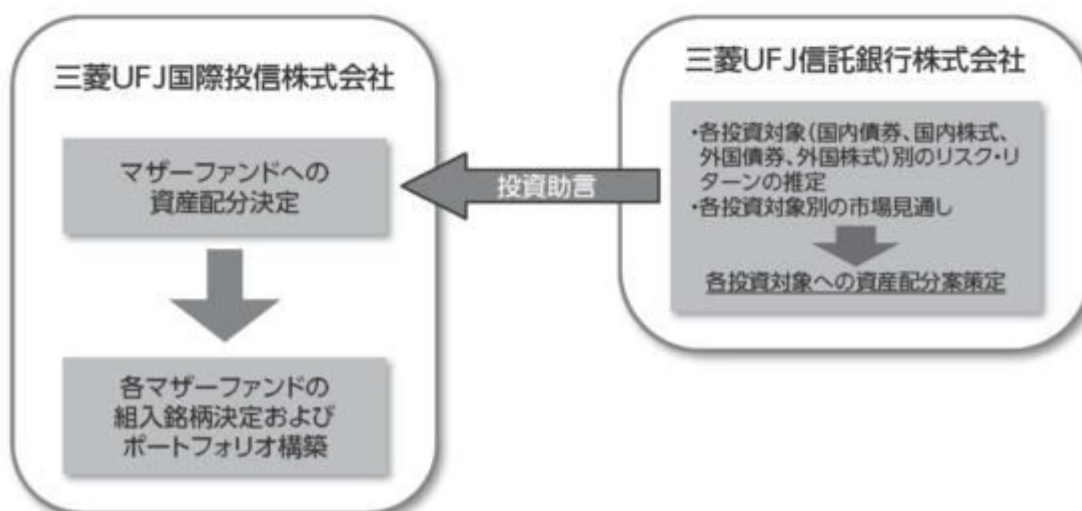 三菱UFJ国際投信株式会社
マザーファンドへの
資産配分決定
各マザーファンドの
組入銘柄決定および
ポートフォリオ構築
投資助言
三菱UFJ信託銀行株式会社
・各投資対象(国内債券、国内株式、
外国債券、外国株式)別のリスク・リ
ターンの推定
・各投資対象別の市場見通し
各投資対象への資産配分案策定